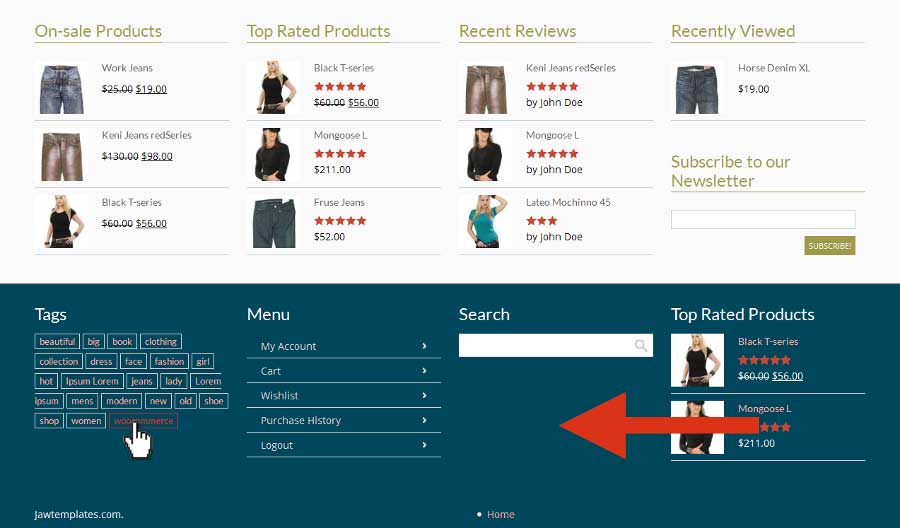 On-sale Products
Work Jeans
$25.00 $19.00
Keni Jeans redSeries
$130.00 $98.00
Black T-series
$60.00 $56.00
Top Rated Products
Black T-series
$60.00 $56.00
Mongoose L
$211.00
Fruse Jeans
$52.00
Recent Reviews
Keni Jeans redSeries
by John Doe
Mongoose L
by John Doe
Lateo Mochinno 45
by John Doe
Recently Viewed
Horse Denim XL
$19.00
Subscribe to our
Newsletter
SUBSCRIBE!
Tags
beautiful big book clothing
collection dress face fashion girl
hot Ipsum Lorem jeans lady Lorem
ipsum mens modern new old shoe
shop women woocommerce
Menu
My Account
Cart
Wishlist
Purchase History
Logout
Search
Top Rated Products
Black T-series
$60.00 $56.00
Mongoose L
$211.00
Jawtemplates.com.
Home